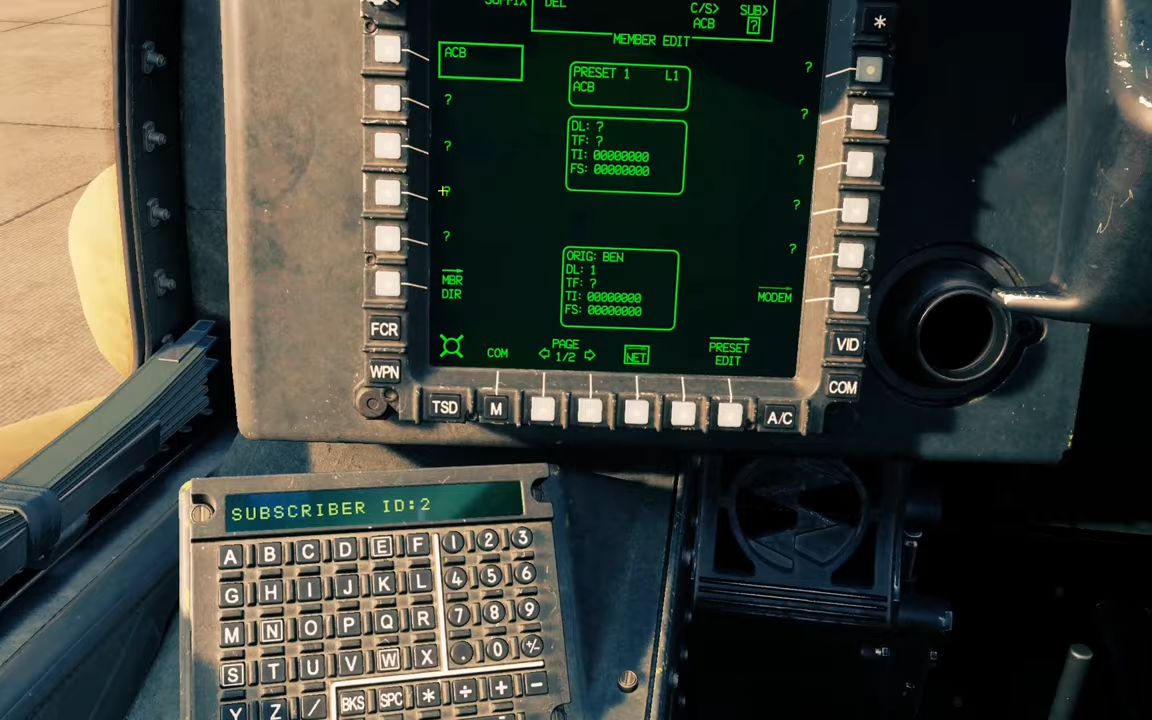 SUFFIX
DEL
C/S>
SUB>
ACB
?
MEMBER EDIT
*
ACB
PRESET 1 L1
ACB
?
?
?
?
?
?
?
?
?
DL: ?
TF: ?
TI: 00000000
FS: 00000000
ORIG: BEN
DL: 1
TF: ?
TI: 00000000
FS: 00000000
MBR
DIR
MODEM
COM
PAGE
1/2
NET
PRESET
EDIT
FCR
VID
WPN
COM
TSD
M
A/C
SUBSCRIBER ID:2
A B C D E F 1 2 3
G H I J K L 4 5 6
M N O P Q R 7 8 9
S T U V W X . 0 +/-
Y Z / BKS SPC * ÷ + -